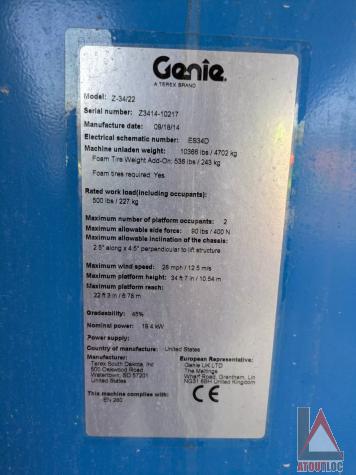 Genie.
A TEREX BRAND
Model: Z-34/22
Serial number: Z3414-10217
Manufacture date: 09/18/14
Electrical schematic number: ES34D
Machine unladen weight: 10366 lbs / 4702 kg
Foam Tire Weight Add-On: 536 lbs / 243 kg
Foam tires required: Yes
Rated work load(including occupants):
500 lbs / 227 kg
Maximum number of platform occupants: 2
Maximum allowable side force: 90 lbs / 400 N
Maximum allowable inclination of the chassis:
2.5° along x 4.5° perpendicular to lift structure
Maximum wind speed: 28 mph / 12.5 m/s
Maximum platform height: 34 ft 7 in / 10.54 m
Maximum platform reach:
22 ft 3 in / 6.78 m
Gradeability: 45%
Nominal power: 19.4 kW
Power supply:
Country of manufacture: United States
Manufacturer:
Terex South Dakota, Inc
500 Oakwood Road
Watertown, SD 57201
United States
European Representative:
Genie UK LTD
The Maltings
Wharf Road, Grantham, Lin
NG31 6BH United Kingdom
This machine complies with:
EN 280
CE
ATOUTLOC